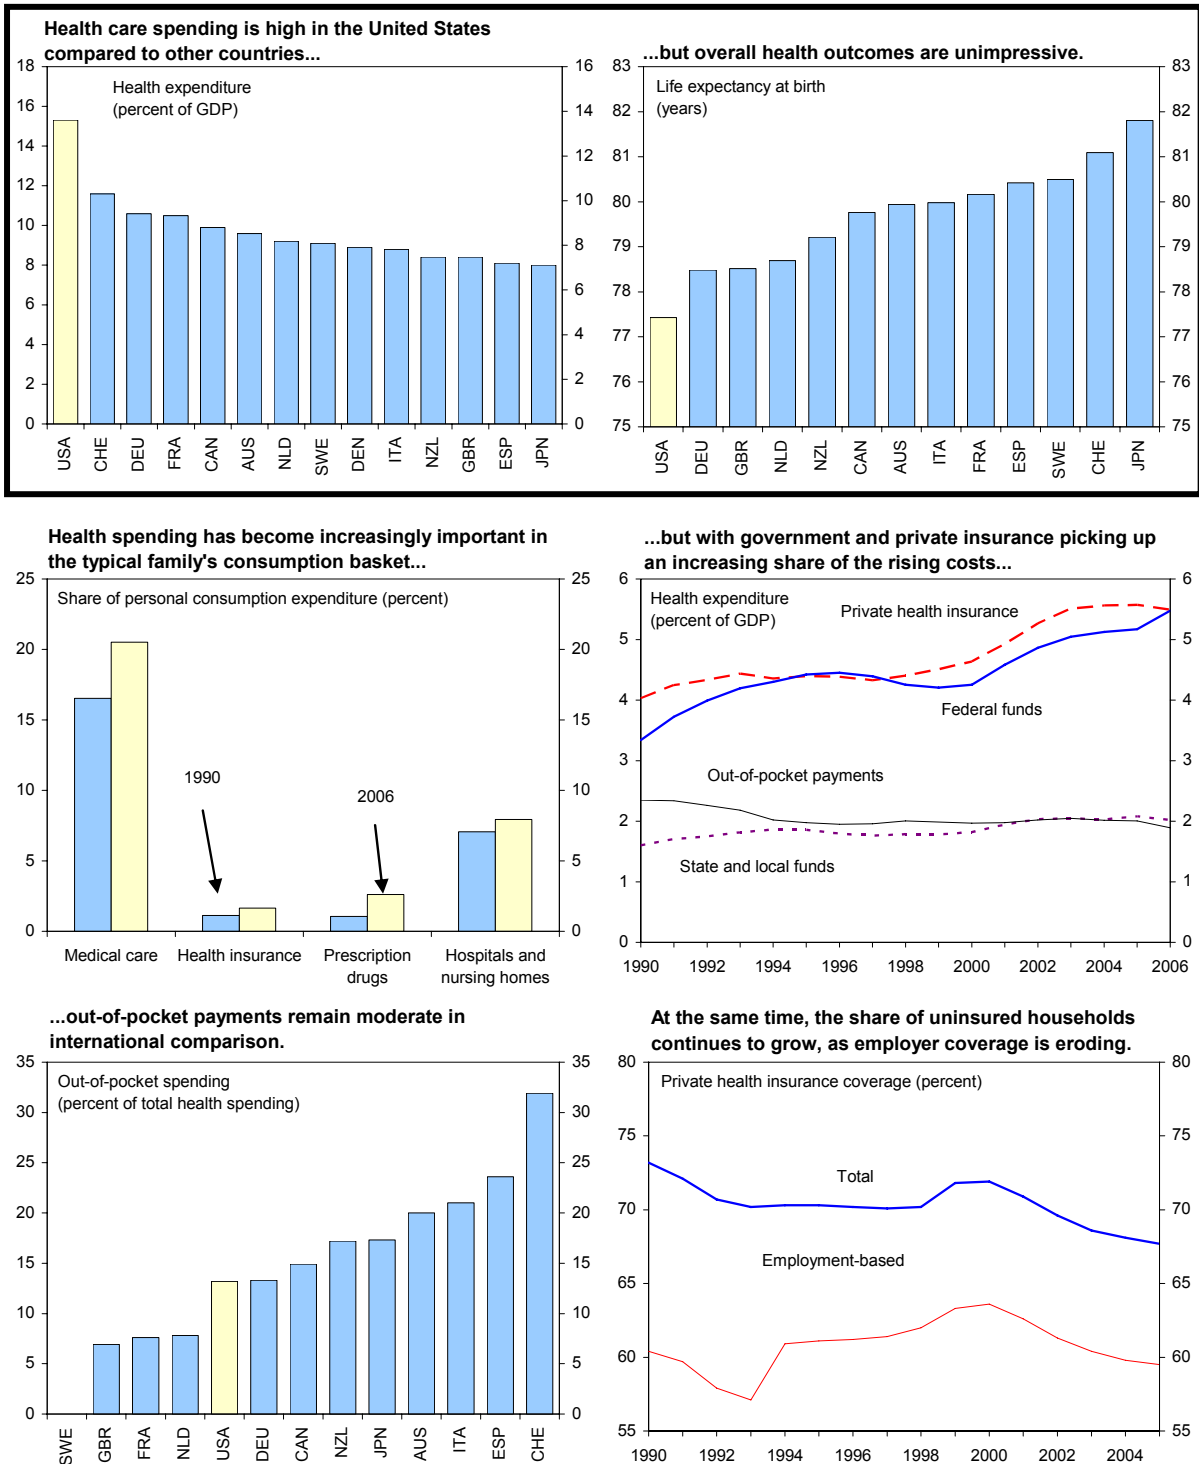 Health care spending is high in the United States
compared to other countries...
18
16
14
12
10
8
6
4
2
0
Health expenditure
(percent of GDP)
16
14
12
10
8
6
4
2
0
USA
CHE
DEU
FRA
CAN
AUS
NLD
SWE
DEN
ITA
NZL
GBR
ESP
JPN
...but overall health outcomes are unimpressive.
83
82
81
80
79
78
77
76
75
Life expectancy at birth
(years)
83
82
81
80
79
78
77
76
75
USA
DEU
GBR
NLD
NZL
CAN
AUS
ITA
FRA
ESP
SWE
CHE
JPN
Health spending has become increasingly important in
the typical family's consumption basket...
25
20
15
10
5
0
Share of personal consumption expenditure (percent)
1990
2006
25
20
15
10
5
0
Medical care
Health insurance
Prescription
drugs
Hospitals and
nursing homes
...but with government and private insurance picking up
an increasing share of the rising costs...
6
5
4
3
2
1
0
Health expenditure
(percent of GDP)
Private health insurance
Federal funds
Out-of-pocket payments
State and local funds
6
5
4
3
2
1
0
1990
1992
1994
1996
1998
2000
2002
2004
2006
...out-of-pocket payments remain moderate in
international comparison.
35
30
25
20
15
10
5
0
Out-of-pocket spending
(percent of total health spending)
35
30
25
20
15
10
5
0
SWE
GBR
FRA
NLD
USA
DEU
CAN
NZL
JPN
AUS
ITA
ESP
CHE
At the same time, the share of uninsured households
continues to grow, as employer coverage is eroding.
80
75
70
65
60
55
Private health insurance coverage (percent)
Total
Employment-based
80
75
70
65
60
55
1990
1992
1994
1996
1998
2000
2002
2004